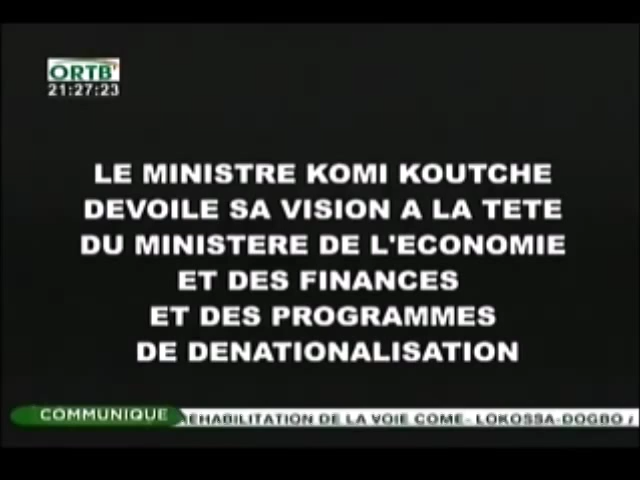 ORTB
21:27:23
LE MINISTRE KOMI KOUTCHE
DEVOILE SA VISION A LA TETE
DU MINISTERE DE L'ECONOMIE
ET DES FINANCES
ET DES PROGRAMMES
DE DENATIONALISATION
COMMUNIQUE EHABILITATION DE LA VOIE COME- LOKOSSA-DOGBO